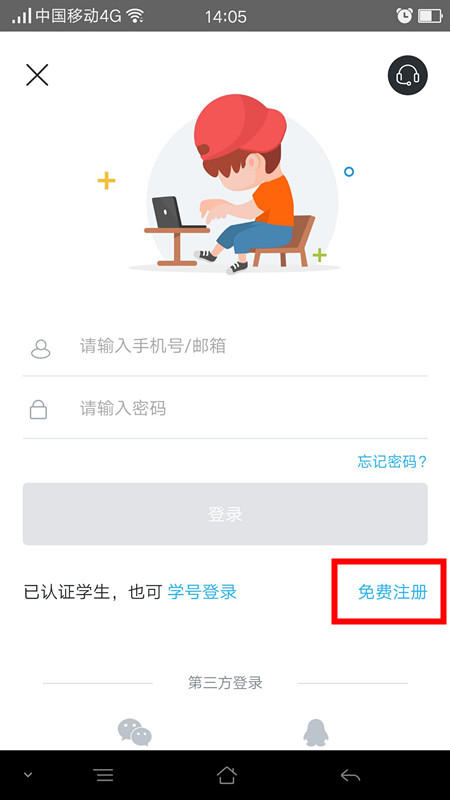 中国移动4G 14:05
请输入手机号/邮箱
请输入密码
忘记密码?
登录
已认证学生，也可 学号登录 免费注册
第三方登录